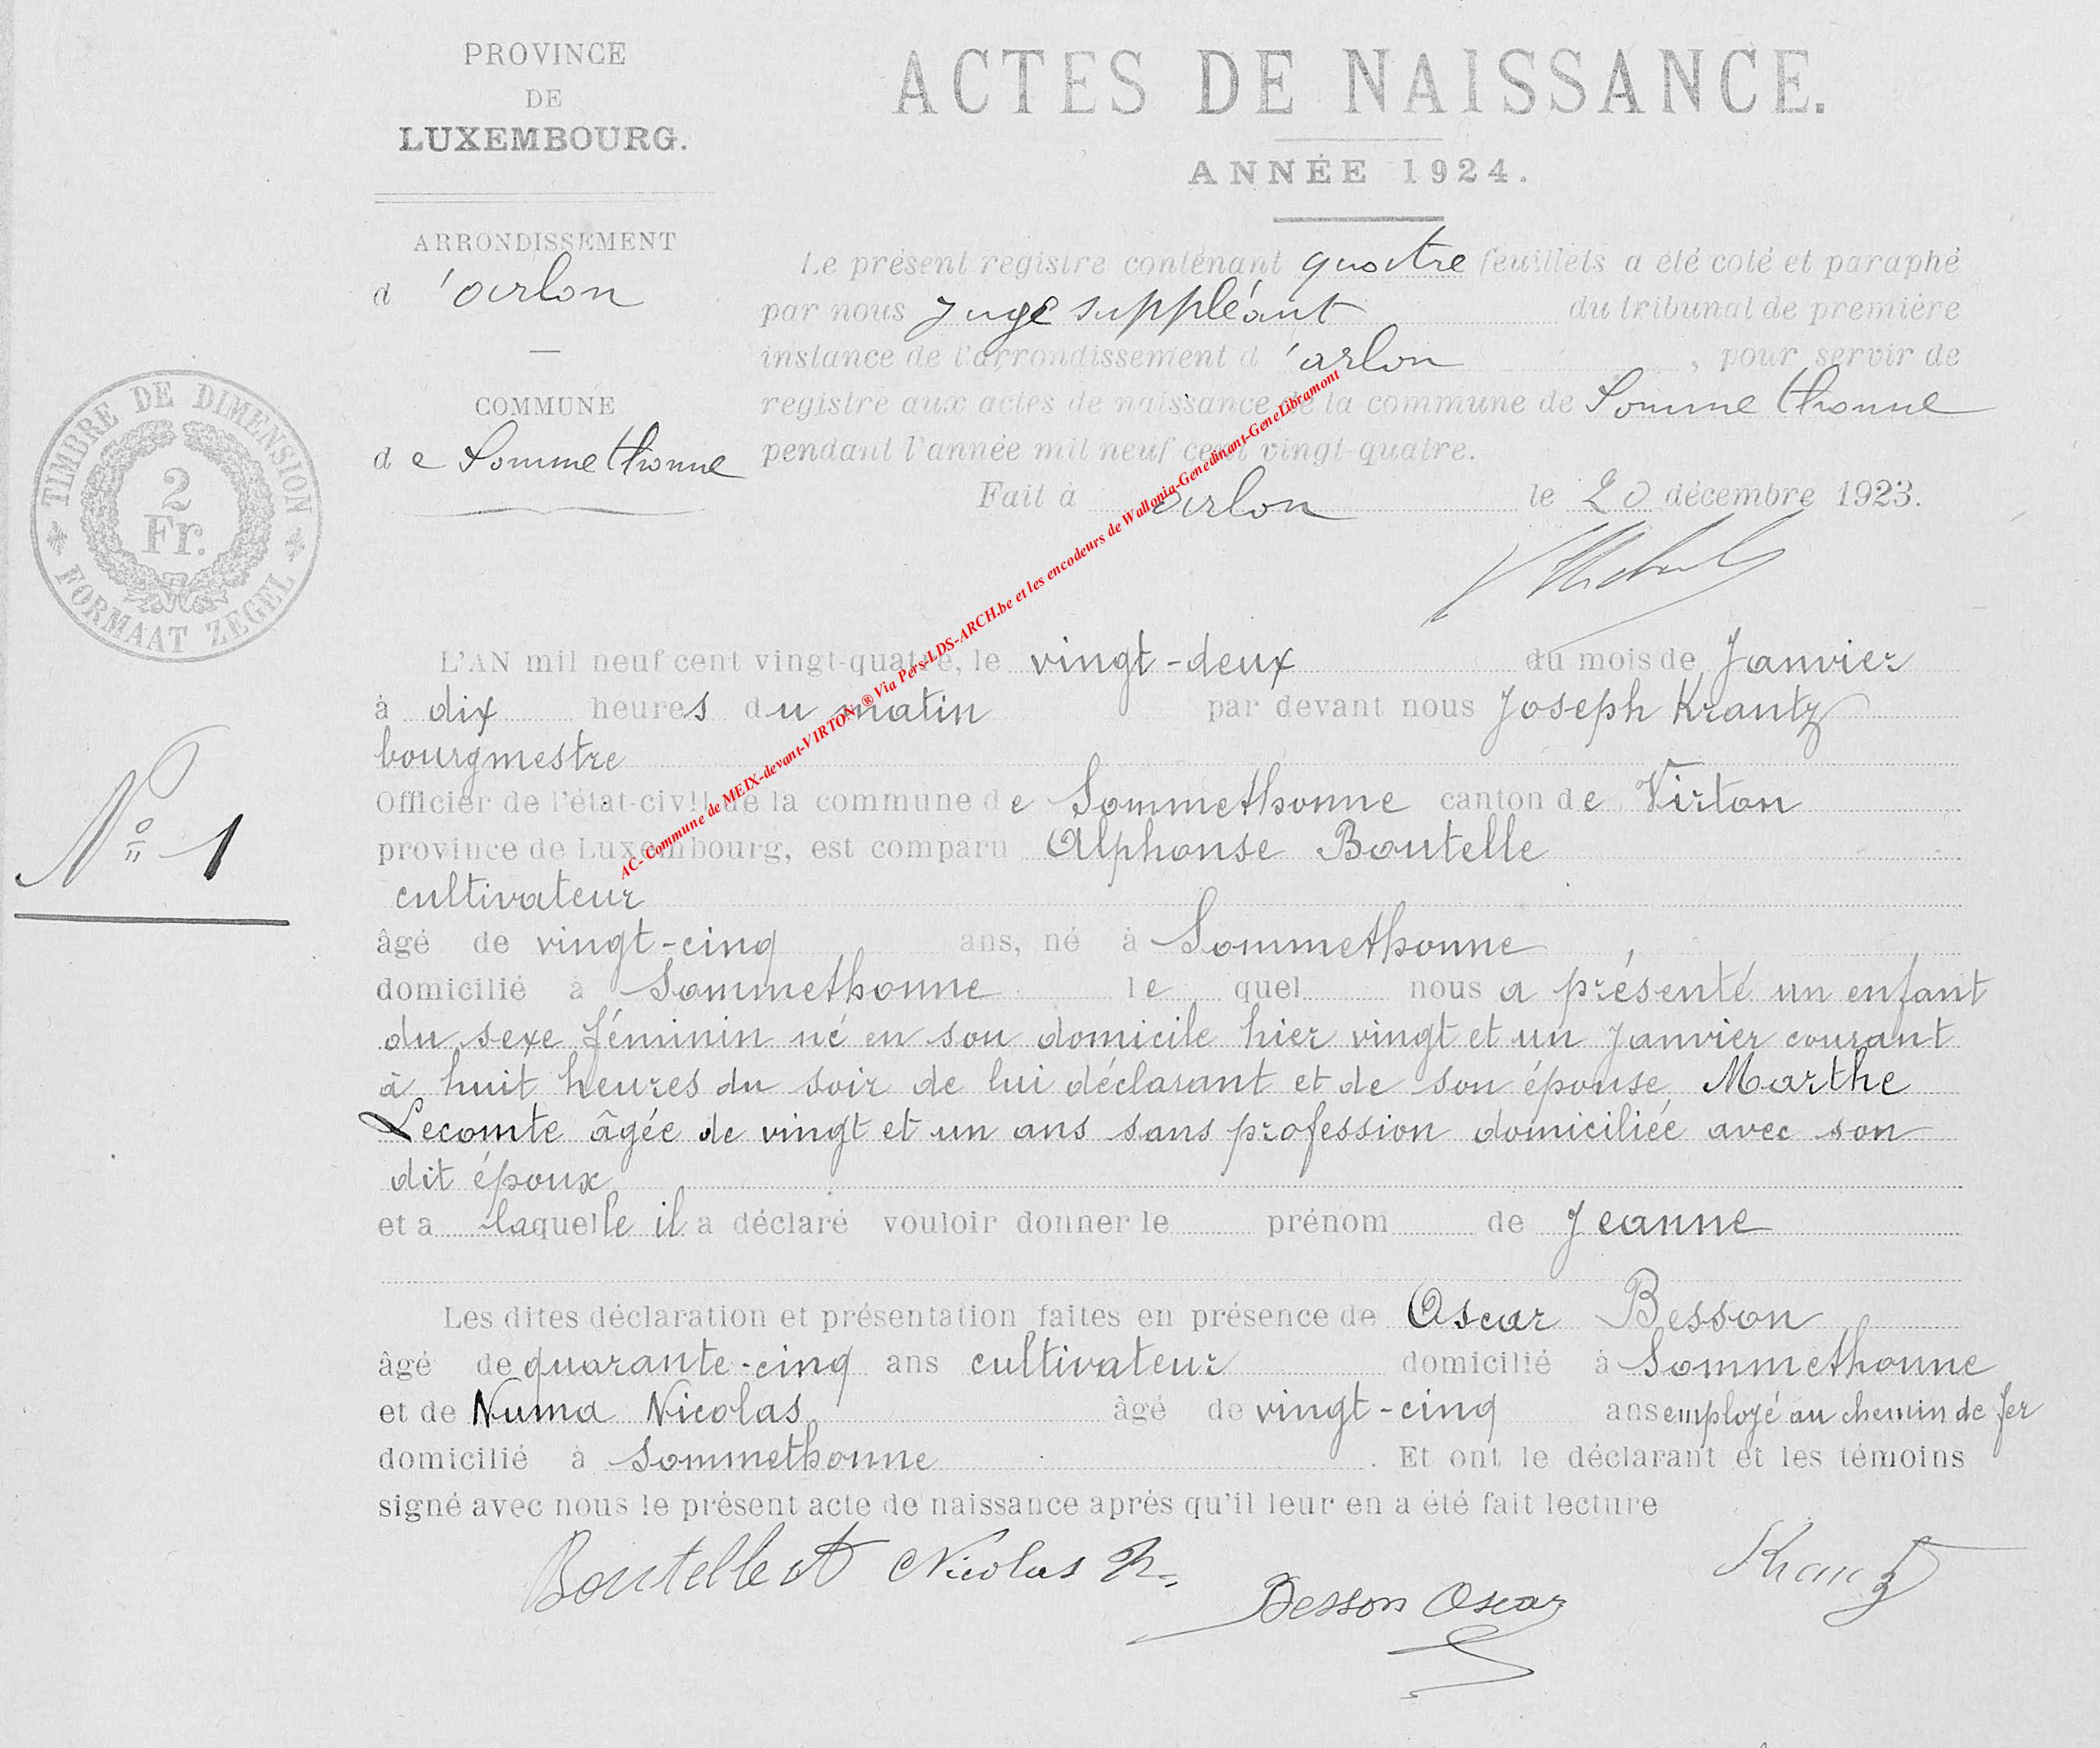 PROVINCE
DE
LUXEMBOURG.
ARRONDISSEMENT
d 'Arlon
COMMUNE
de Sommethonne
TIMBRE DE DIMENSION
2
Fr.
FORMAAT ZEGEL
ACTES DE NAISSANCE.
ANNÉE 1924.
Le présent registre contenant quatre feuillets a été coté et paraphé
par nous Juge suppléant du tribunal de première
instance de l'arrondissement d 'arlon, pour servir de
registre aux actes de naissance de la commune de Sommethonne
pendant l'année mil neuf cent vingt-quatre.
Fait à Arlon le 20 décembre 1923.
L'AN mil neuf cent vingt-quatre, le vingt-deux du mois de Janvier
à dix heures du matin par devant nous Joseph Krantz
bourgmestre
Officier de l'état-civil de la commune de Sommethonne canton de Virton
province de Luxembourg, est comparu Alphonse Boutelle
cultivateur
âgé de vingt-cinq ans, né à Sommethonne
domicilié à Sommethonne lequel nous a présenté un enfant
du sexe féminin né en son domicile hier vingt et un Janvier courant
à huit heures du soir de lui déclarant et de son épouse, Marthe
Lecomte âgée de vingt et un ans sans profession domiciliée avec son
dit époux
et a laquelle il a déclaré vouloir donner le prénom de Jeanne
Les dites déclaration et présentation faites en présence de Oscar Besson
âgé de quarante-cinq ans cultivateur domicilié à Sommethonne
et de Numa Nicolas âgé de vingt-cinq ans employé au chemin de fer
domicilié à Sommethonne. Et ont le déclarant et les témoins
signé avec nous le présent acte de naissance après qu'il leur en a été fait lecture
Boutelle A Nicolas N.
Besson Oscar
Krantz
N° 1
AC- Commune de MEIX-devant-VIRTON ® Via Pers-LDS-ARCH.be et les encodeurs de Wallonia-Genedinant-GeneLibramont